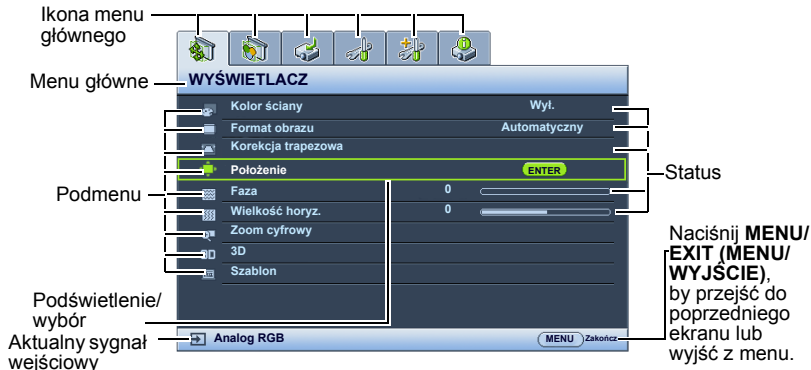 Ikona menu
głównego
Menu główne
WYŚWIETLACZ
Kolor ściany Wył.
Format obrazu Automatyczny
Korekcja trapezowa
Położenie ENTER
Faza 0
Wielkość horyz. 0
Zoom cyfrowy
3D
Szablon
Podmenu
Status
Podświetlenie/
wybór
Aktualny sygnał
wejściowy
Analog RGB
MENU Zakończ
Naciśnij MENU/
EXIT (MENU/
WYJŚCIE),
by przejść do
poprzedniego
ekranu lub
wyjść z menu.